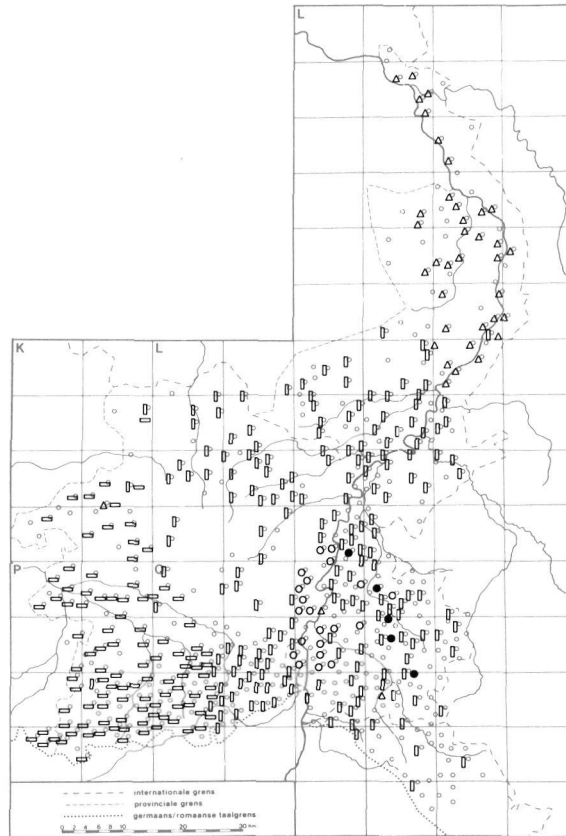 L
K
L
P
Q
internationale grens
provinciale grens
germaans/romaanse taalgrens
0 2 4 6 8 10 20 30 km